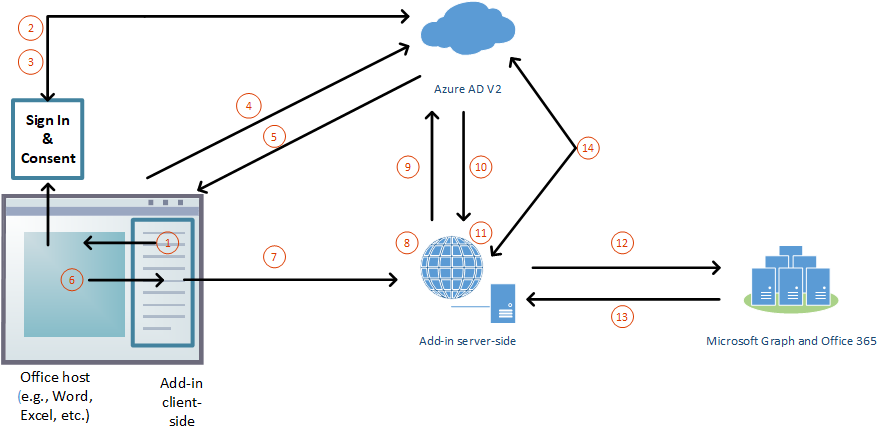 2
3
Sign In
&
Consent
Azure AD V2
4
5
9
10
14
1
6
7
8
11
12
13
Add-in server-side
Microsoft Graph and Office 365
Office host
(e.g., Word,
Excel, etc.)
Add-in
client-
side